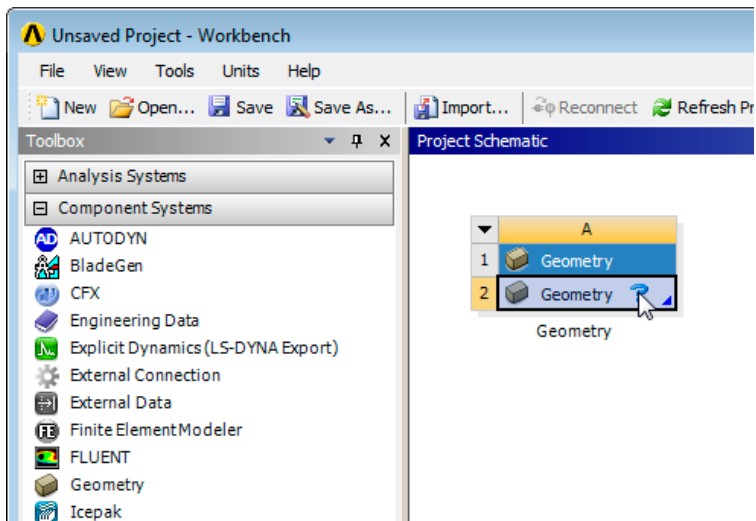 Unsaved Project - Workbench
File View Tools Units Help
New Open... Save Save As... Import... Reconnect Refresh Pr
Toolbox
Project Schematic
Analysis Systems
Component Systems
AUTODYN
BladeGen
CFX
Engineering Data
Explicit Dynamics (LS-DYNA Export)
External Connection
External Data
Finite Element Modeler
FLUENT
Geometry
Icepak
A
1 Geometry
2 Geometry
Geometry